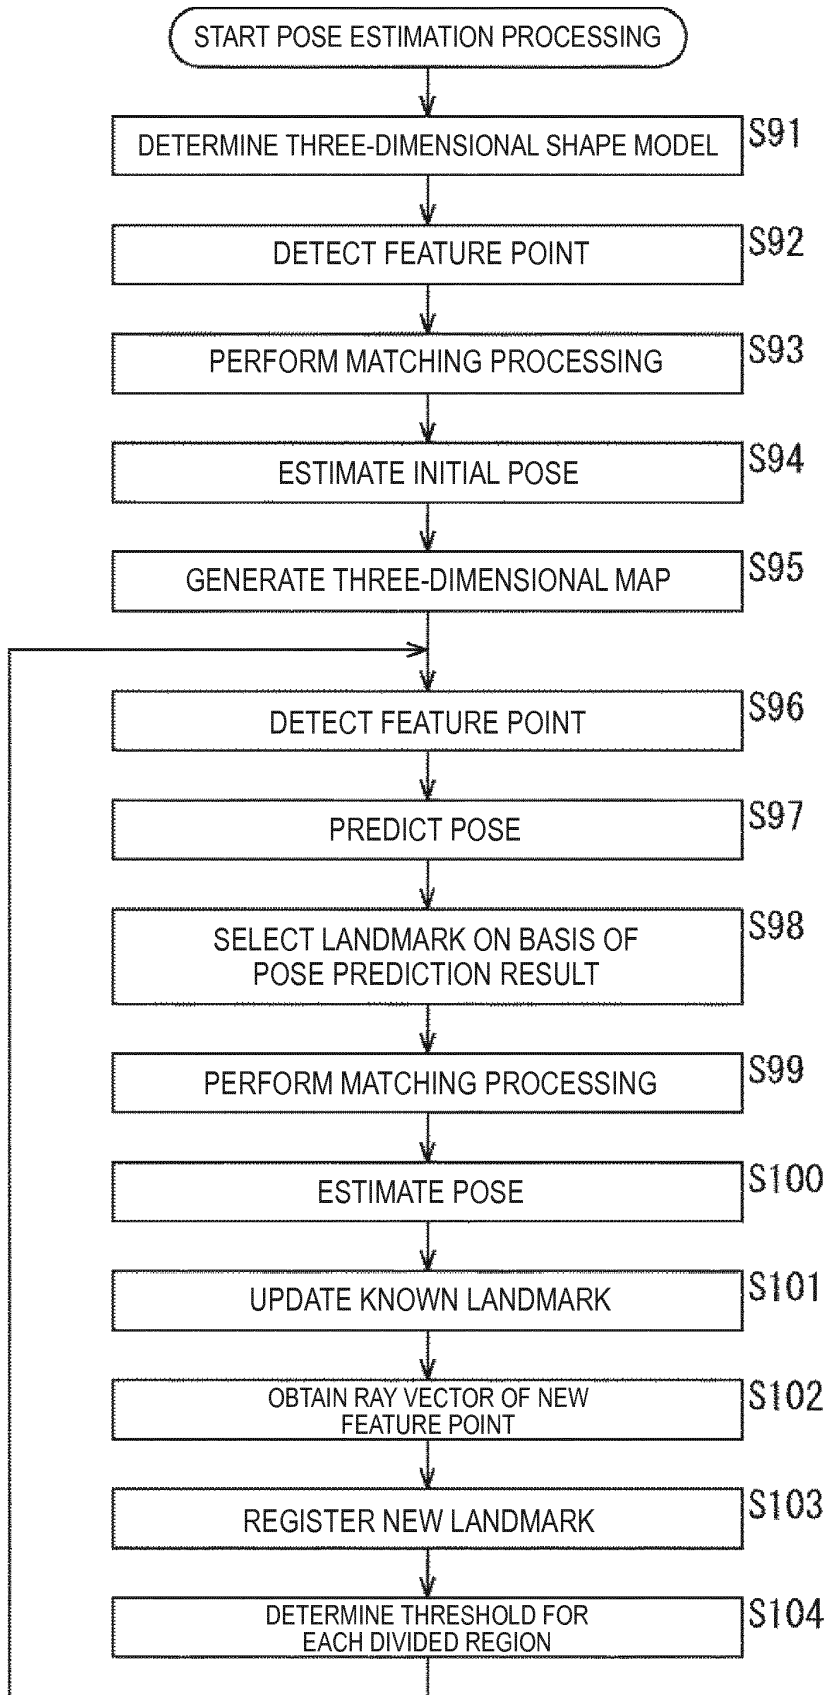 START POSE ESTIMATION PROCESSING
DETERMINE THREE-DIMENSIONAL SHAPE MODEL
S91
DETECT FEATURE POINT
S92
PERFORM MATCHING PROCESSING
S93
ESTIMATE INITIAL POSE
S94
GENERATE THREE-DIMENSIONAL MAP
S95
DETECT FEATURE POINT
S96
PREDICT POSE
S97
SELECT LANDMARK ON BASIS OF
POSE PREDICTION RESULT
S98
PERFORM MATCHING PROCESSING
S99
ESTIMATE POSE
S100
UPDATE KNOWN LANDMARK
S101
OBTAIN RAY VECTOR OF NEW
FEATURE POINT
S102
REGISTER NEW LANDMARK
S103
DETERMINE THRESHOLD FOR
EACH DIVIDED REGION
S104